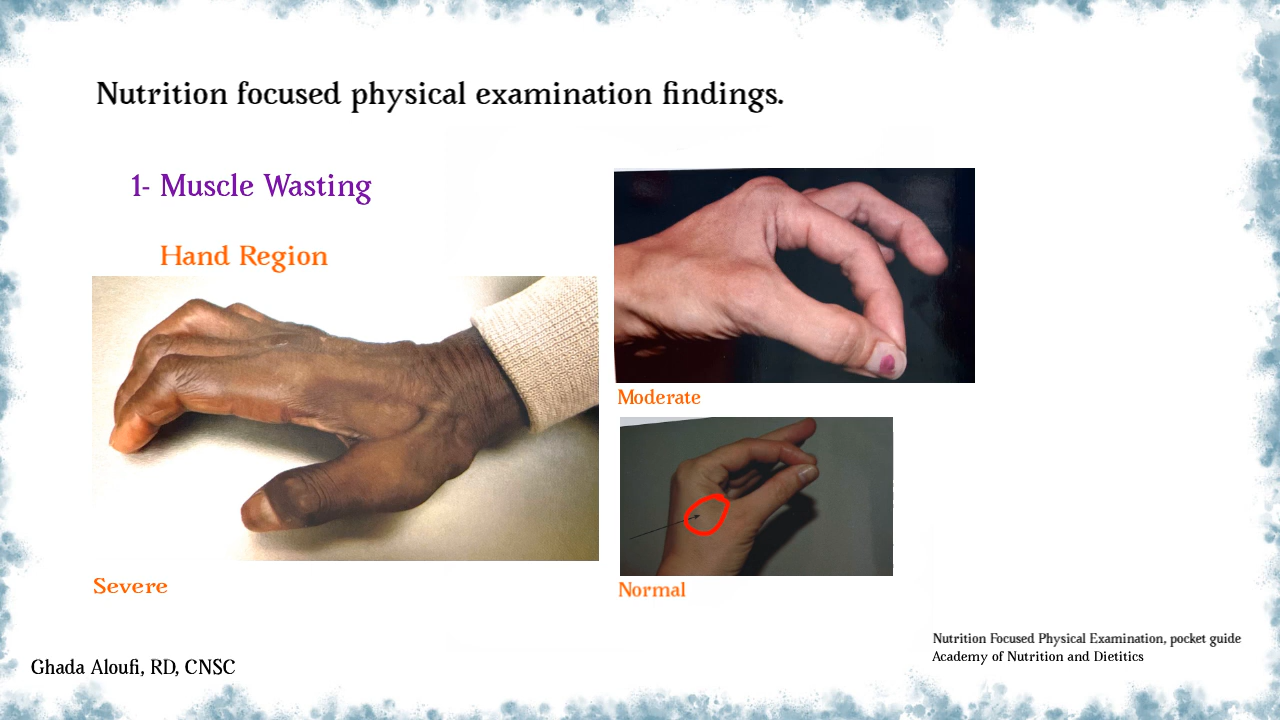 Nutrition focused physical examination findings.
1- Muscle Wasting
Hand Region
Moderate
Severe
Normal
Nutrition Focused Physical Examination, pocket guide
Academy of Nutrition and Dietitics
Ghada Aloufi, RD, CNSC